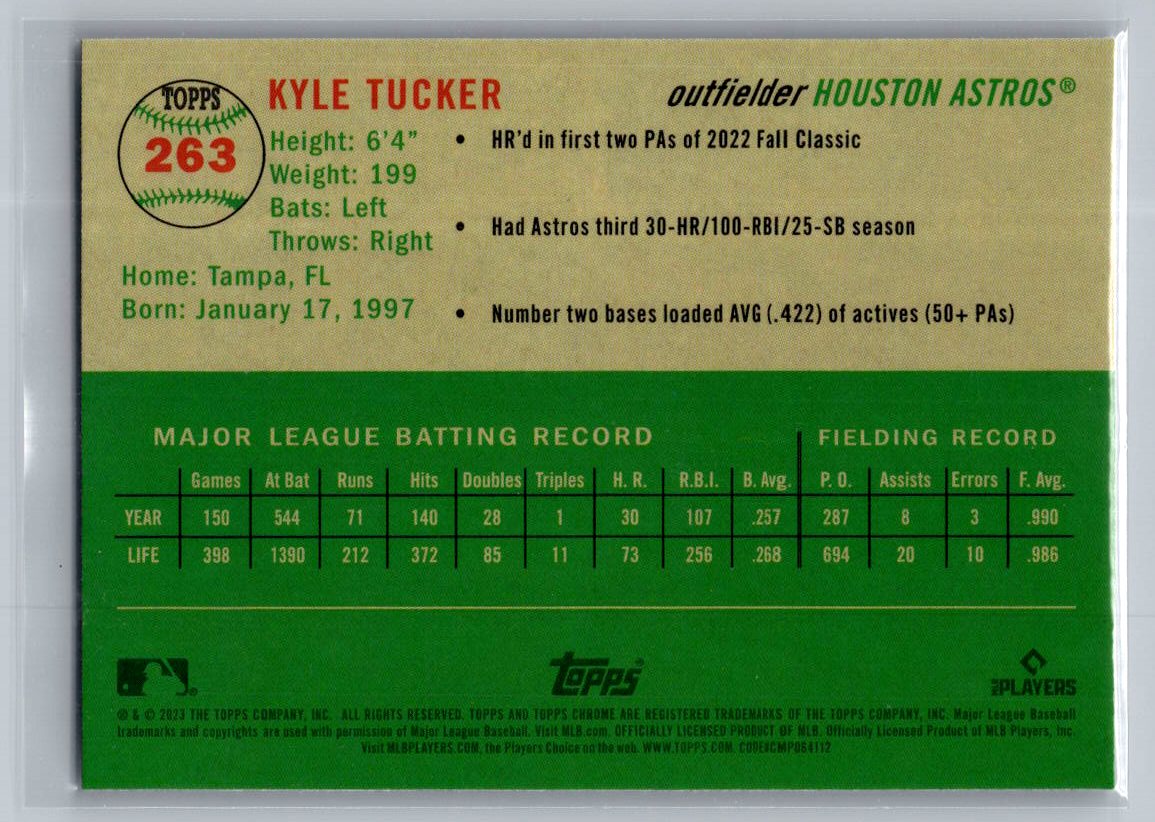 TOPPS
263
KYLE TUCKER
outfielder HOUSTON ASTROS®
Height: 6'4"
Weight: 199
Bats: Left
Throws: Right
Home: Tampa, FL
Born: January 17, 1997
• HR'd in first two PAs of 2022 Fall Classic
• Had Astros third 30-HR/100-RBI/25-SB season
• Number two bases loaded AVG (.422) of actives (50+ PAs)
MAJOR LEAGUE BATTING RECORD FIELDING RECORD
Games At Bat Runs Hits Doubles Triples H. R. R.B.I. B. Avg. P. O. Assists Errors F. Avg.
YEAR 150 544 71 140 28 1 30 107 .257 287 8 3 .990
LIFE 398 1390 212 372 85 11 73 256 .268 694 20 10 .986
Topps®
MLB PLAYERS
® & © 2023 THE TOPPS COMPANY, INC. ALL RIGHTS RESERVED. TOPPS AND TOPPS CHROME ARE REGISTERED TRADEMARKS OF THE TOPPS COMPANY, INC. Major League Baseball
trademarks and copyrights are used with permission of Major League Baseball. Visit MLB.com. OFFICIALLY LICENSED PRODUCT OF MLB. Officially Licensed Product of MLB Players, Inc.
Visit MLBPLAYERS.COM, the Players Choice on the web. WWW.TOPPS.COM CODE#CMP064112